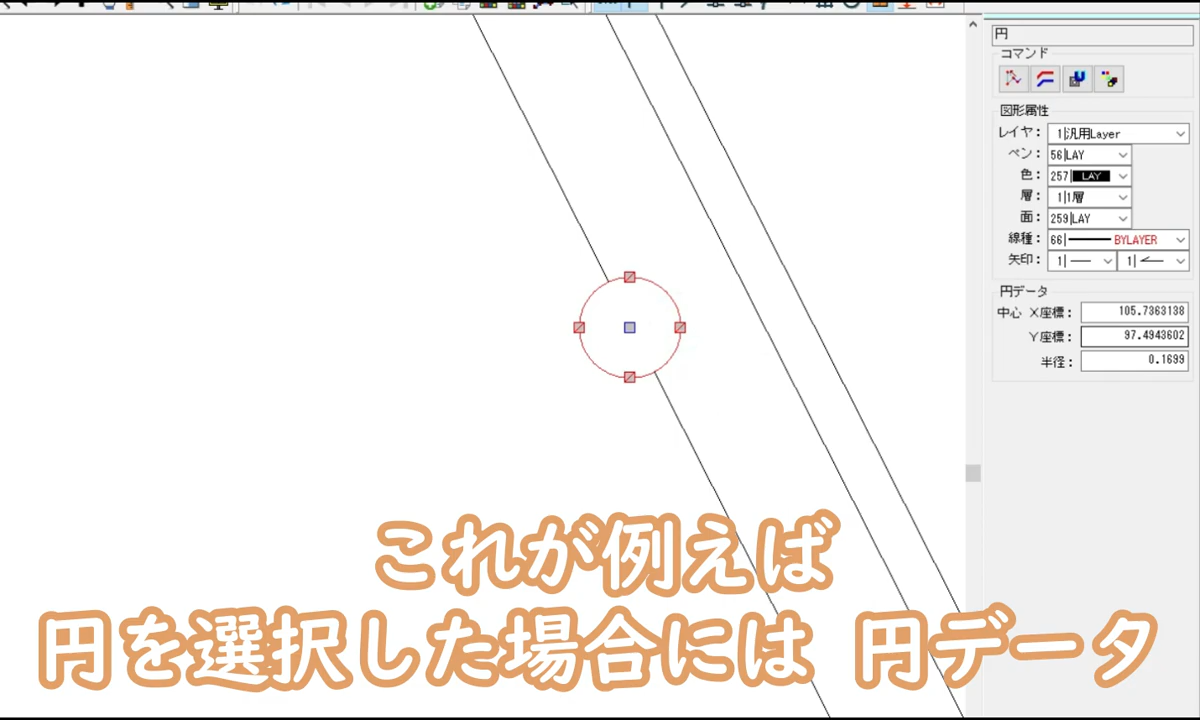 円
コマンド
図形属性
レイヤ： 1|汎用Layer
ペン： 56|LAY
色： 257| LAY
層： 1|1層
面： 259|LAY
線種： 66| BYLAYER
矢印： 1| 1|
円データ
中心 X座標： 105.7363138
Y座標： 97.4943602
半径： 0.1699
これが例えば
円を選択した場合には 円データ